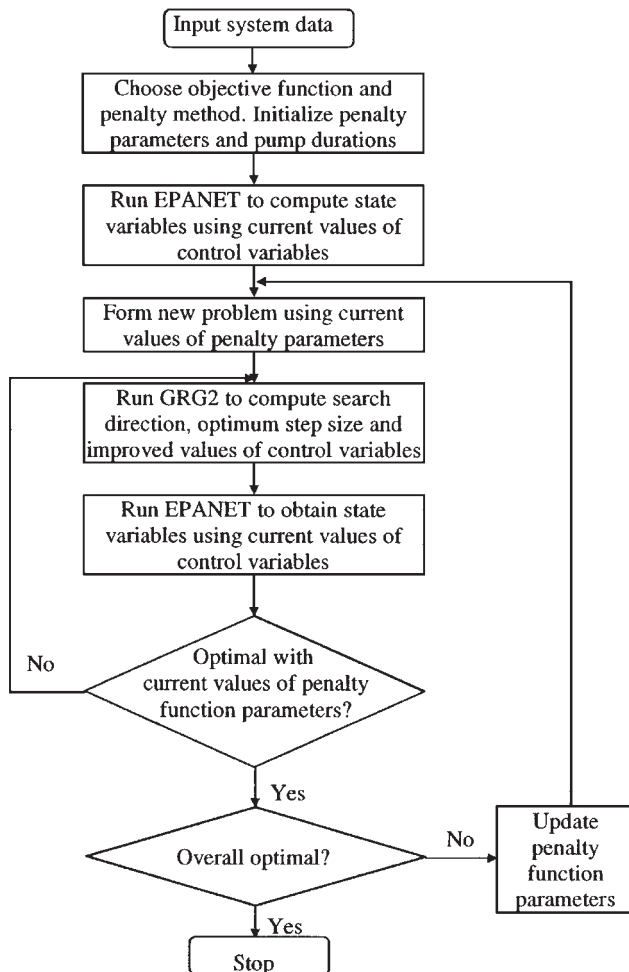 Input system data
Choose objective function and
penalty method. Initialize penalty
parameters and pump durations
Run EPANET to compute state
variables using current values of
control variables
Form new problem using current
values of penalty parameters
Run GRG2 to compute search
direction, optimum step size and
improved values of control variables
Run EPANET to obtain state
variables using current values of
control variables
No
Optimal with
current values of penalty
function parameters?
Yes
Overall optimal?
No
Update
penalty
function
parameters
Yes
Stop